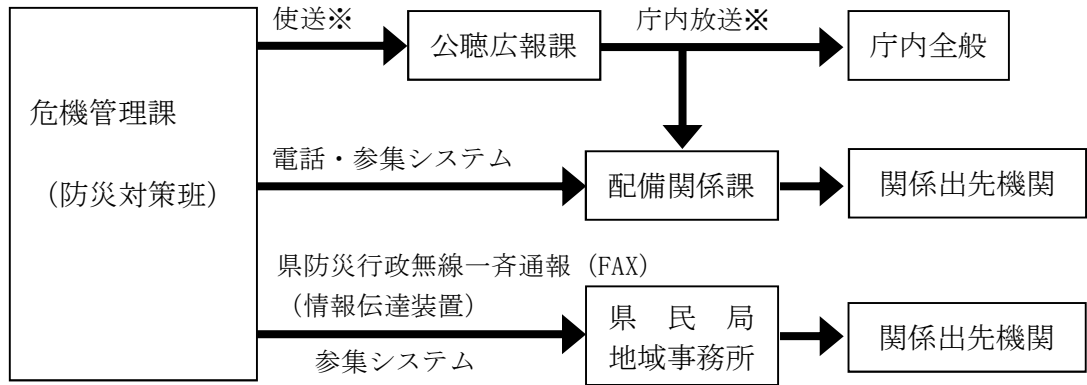 使送※
庁内放送※
公聴広報課
庁内全般
危機管理課
(防災対策班)
電話・参集システム
配備関係課
関係出先機関
県防災行政無線一斉通報(FAX)
(情報伝達装置)
参集システム
県　民　局
地域事務所
関係出先機関